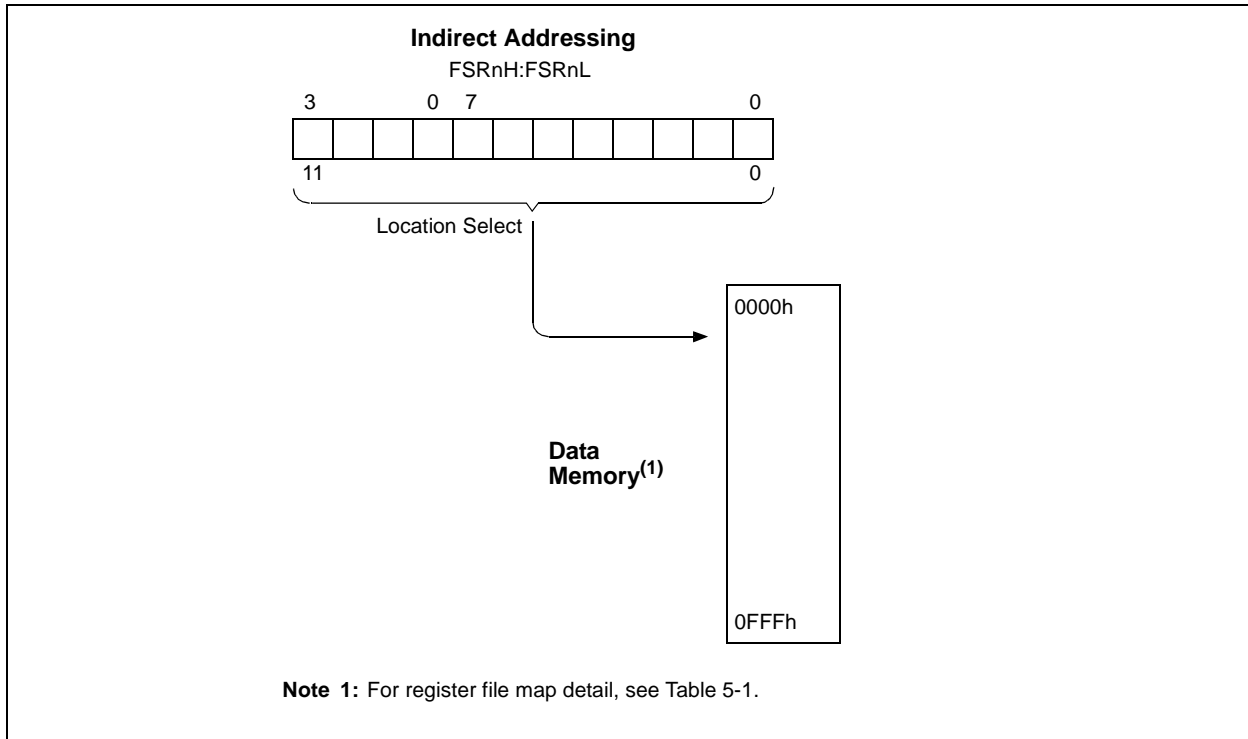 Indirect Addressing
FSRnH:FSRnL
3 0 7 0
11 0
Location Select
0000h
Data
Memory(1)
0FFFh
Note 1: For register file map detail, see Table 5-1.